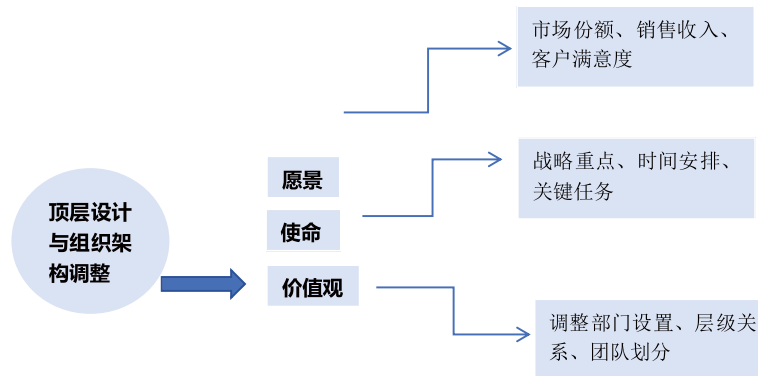 顶层设计
与组织架
构调整
愿景
使命
价值观
市场份额、销售收入、
客户满意度
战略重点、时间安排、
关键任务
调整部门设置、层级关
系、团队划分